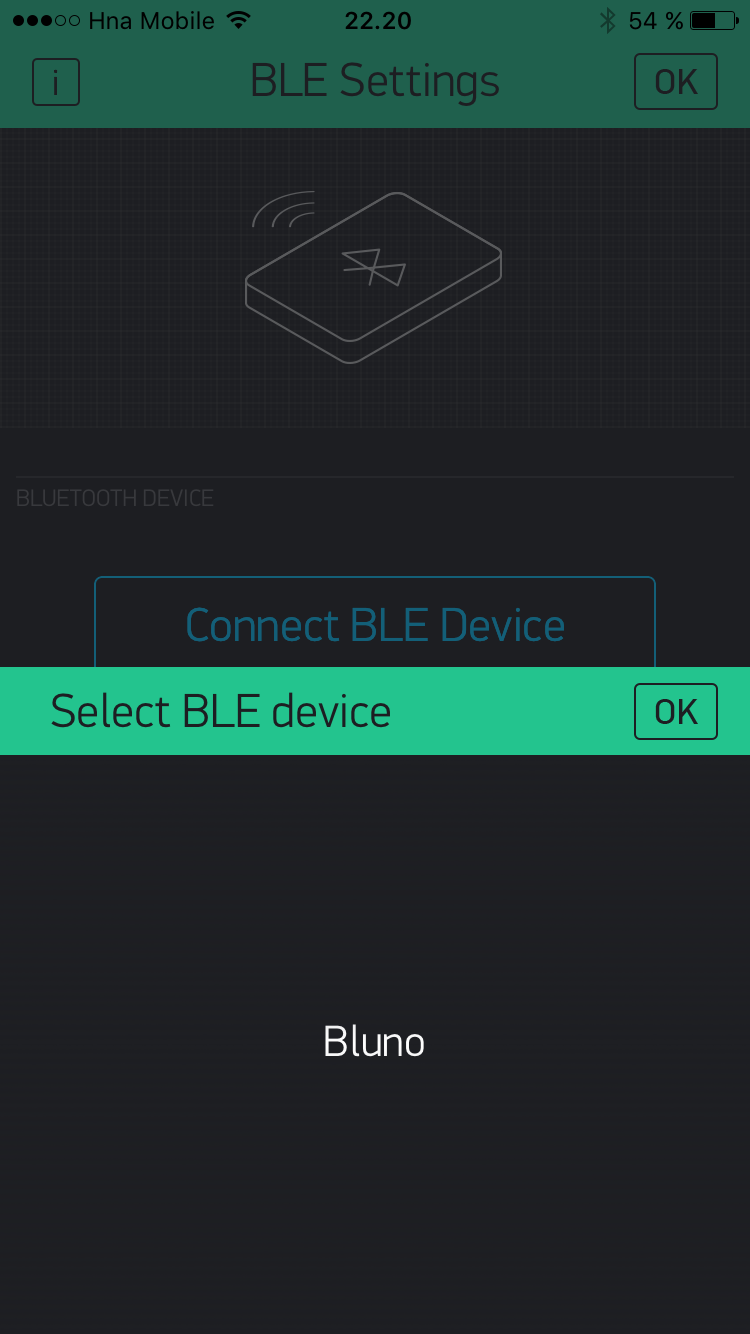 Hna Mobile 22.20 54 %
i BLE Settings OK
BLUETOOTH DEVICE
Connect BLE Device
Select BLE device OK
Bluno